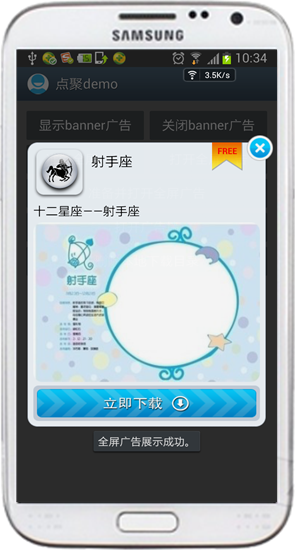 SAMSUNG
10:34
3.5K/s
点聚demo
显示banner广告
关闭banner广告
射手座
FREE
十二星座——射手座
射手座
立即下载
全屏广告展示成功。